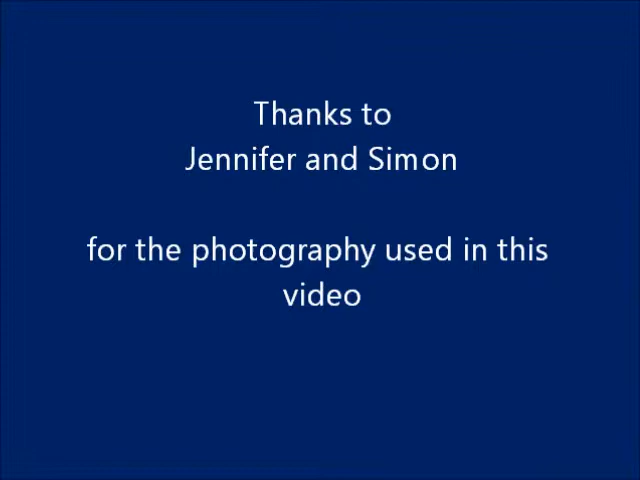 Thanks to
Jennifer and Simon
for the photography used in this
video